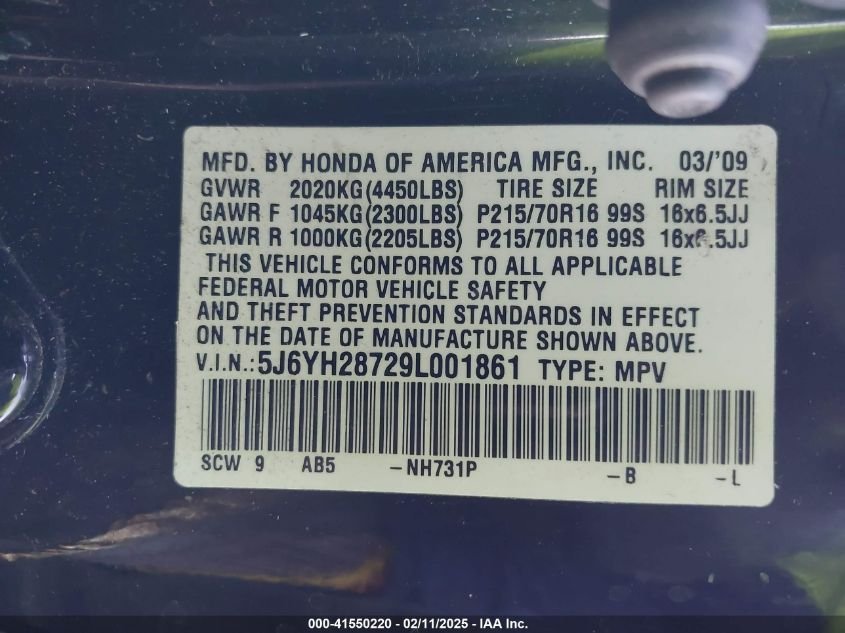 MFD. BY HONDA OF AMERICA MFG., INC. 03/'09
GVWR 2020KG(4450LBS) TIRE SIZE RIM SIZE
GAWR F 1045KG(2300LBS) P215/70R16 99S 16x6.5JJ
GAWR R 1000KG(2205LBS) P215/70R16 99S 16x6.5JJ
THIS VEHICLE CONFORMS TO ALL APPLICABLE
FEDERAL MOTOR VEHICLE SAFETY
AND THEFT PREVENTION STANDARDS IN EFFECT
ON THE DATE OF MANUFACTURE SHOWN ABOVE.
V.I.N.:5J6YH28729L001861 TYPE: MPV
SCW 9 AB5 -NH731P -B -L
000-41550220 - 02/11/2025 - IAA Inc.